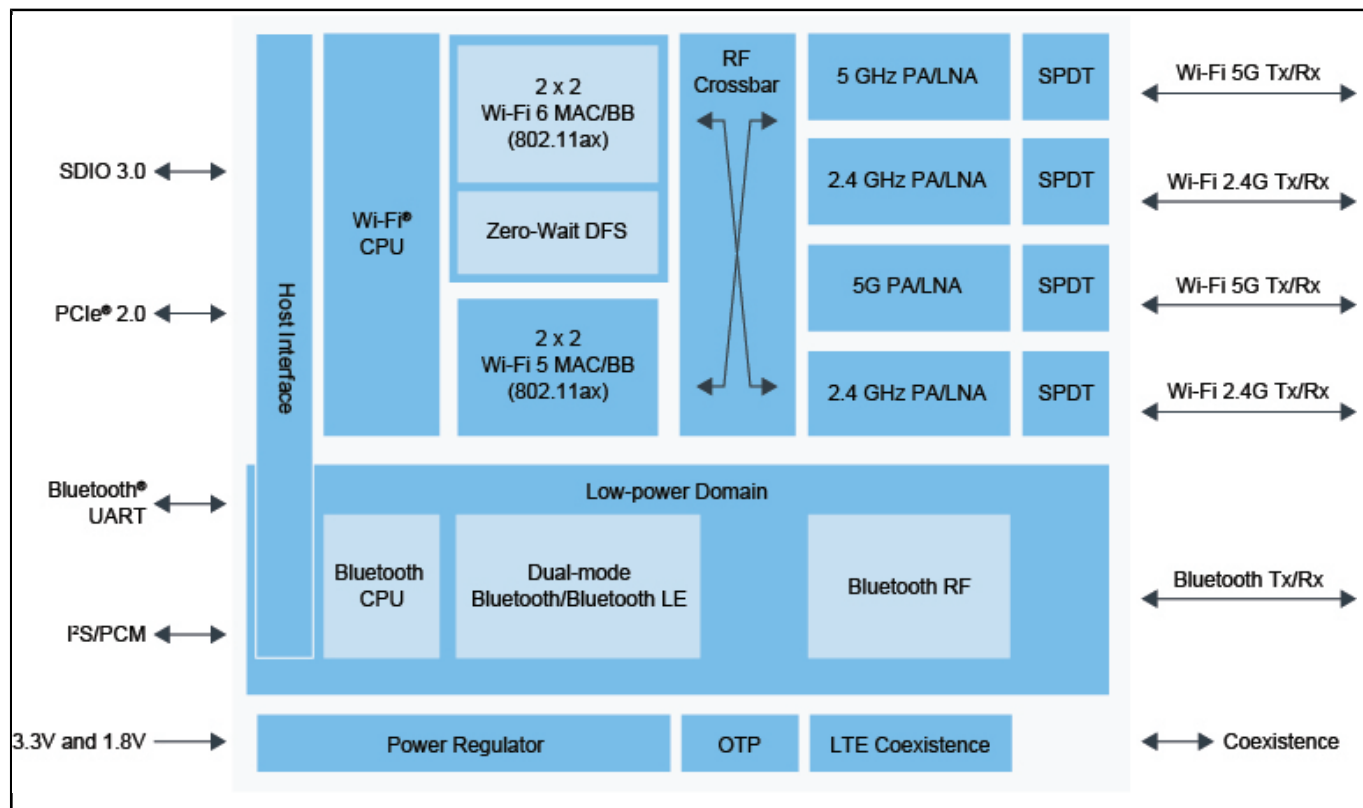 SDIO 3.0
PCIe® 2.0
Bluetooth®
UART
I²S/PCM
3.3V and 1.8V
Host Interface
Wi-Fi®
CPU
2 x 2
Wi-Fi 6 MAC/BB
(802.11ax)
Zero-Wait DFS
2 x 2
Wi-Fi 5 MAC/BB
(802.11ax)
RF
Crossbar
5 GHz PA/LNA
SPDT
Wi-Fi 5G Tx/Rx
2.4 GHz PA/LNA
SPDT
Wi-Fi 2.4G Tx/Rx
5G PA/LNA
SPDT
Wi-Fi 5G Tx/Rx
2.4 GHz PA/LNA
SPDT
Wi-Fi 2.4G Tx/Rx
Low-power Domain
Bluetooth
CPU
Dual-mode
Bluetooth/Bluetooth LE
Bluetooth RF
Bluetooth Tx/Rx
Power Regulator
OTP
LTE Coexistence
Coexistence